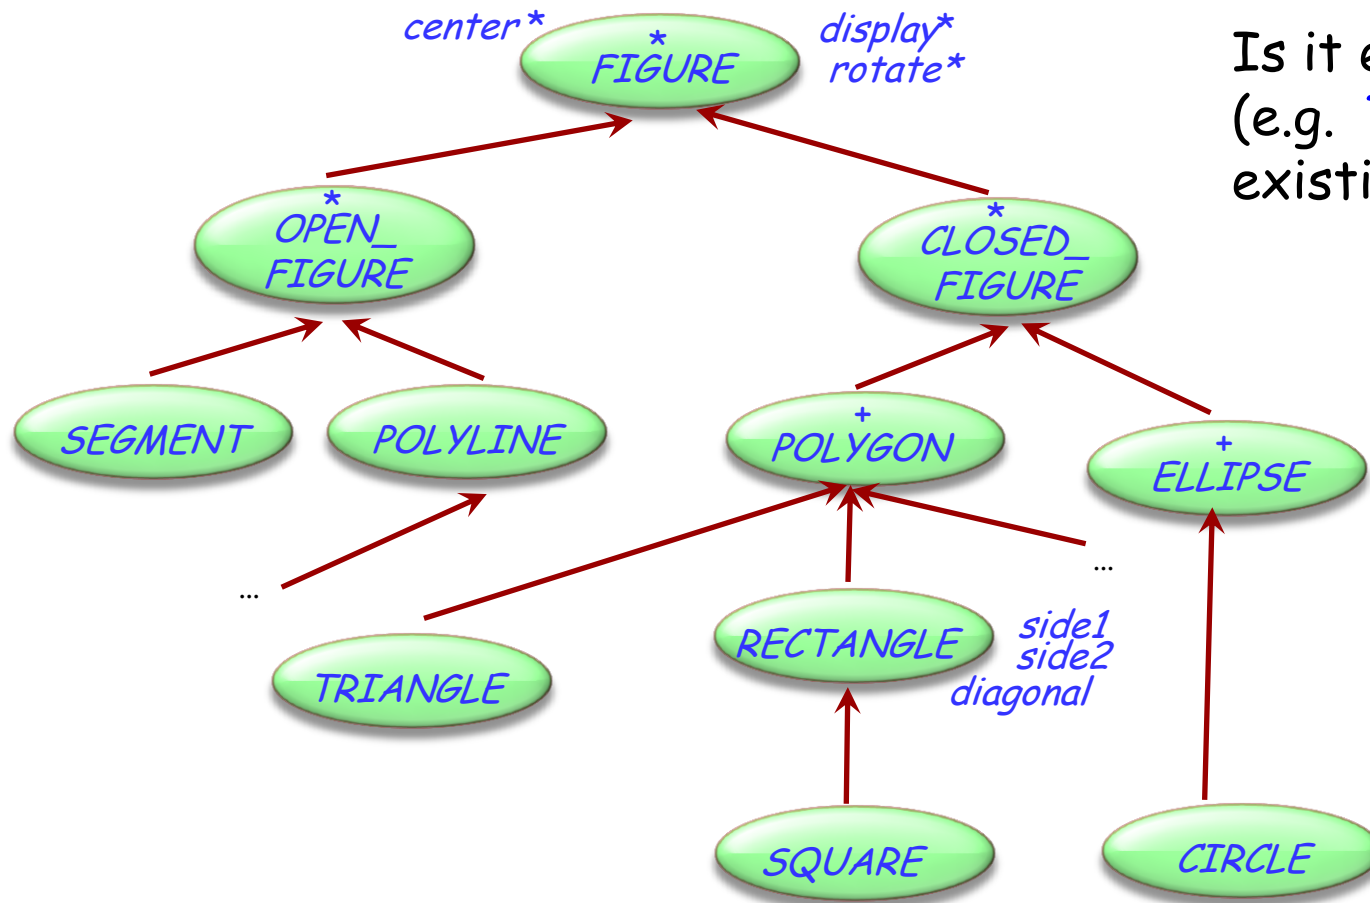 center*
*
FIGURE
display*
rotate*
Is it
(e.g.
*
OPEN_
FIGURE
*
CLOSED_
FIGURE
SEGMENT
POLYLINE
+
POLYGON
+
ELLIPSE
...
...
TRIANGLE
RECTANGLE
side1
side2
diagonal
SQUARE
CIRCLE